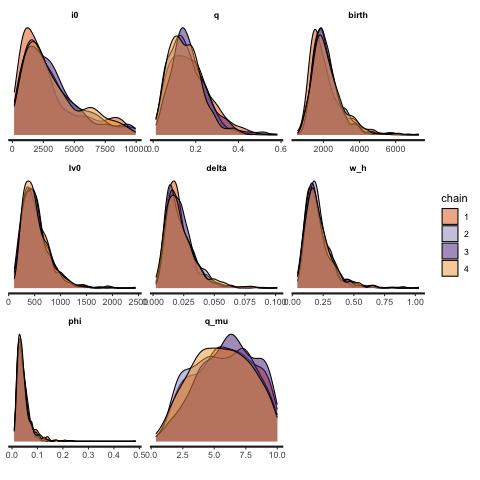 i0 q birth
0 2500 5000 7500 10000 0.0 0.2 0.4 0.6 2000 4000 6000
lv0 delta w_h
0 500 1000 1500 2000 2500 0.000 0.025 0.050 0.075 0.100 0.00 0.25 0.50 0.75 1.00
chain
1
2
3
4
phi q_mu
0.0 0.1 0.2 0.3 0.4 0.5 2.5 5.0 7.5 10.0